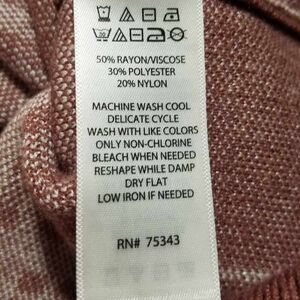 50% RAYON/VISCOSE
30% POLYESTER
20% NYLON
MACHINE WASH COOL
DELICATE CYCLE
WASH WITH LIKE COLORS
ONLY NON-CHLORINE
BLEACH WHEN NEEDED
RESHAPE WHILE DAMP
DRY FLAT
LOW IRON IF NEEDED
RN# 75343